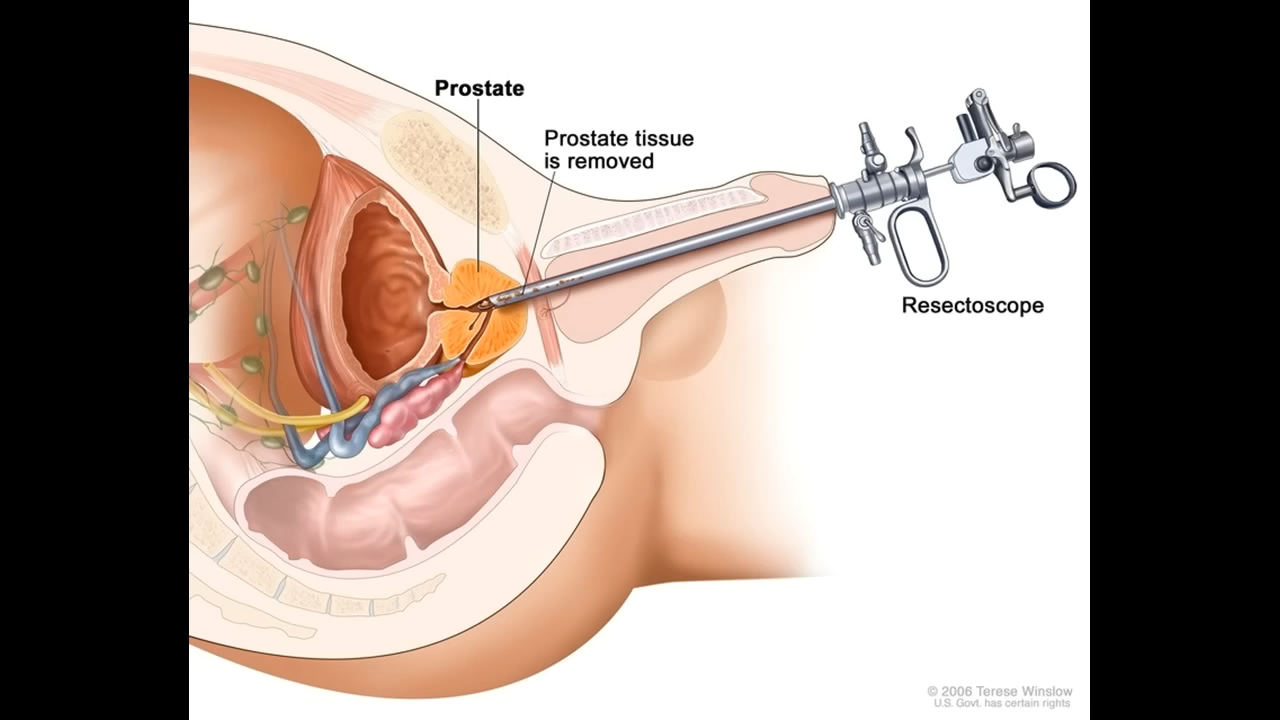 Prostate
Prostate tissue
is removed
Resectoscope
© 2006 Terese Winslow
U.S. Govt. has certain rights